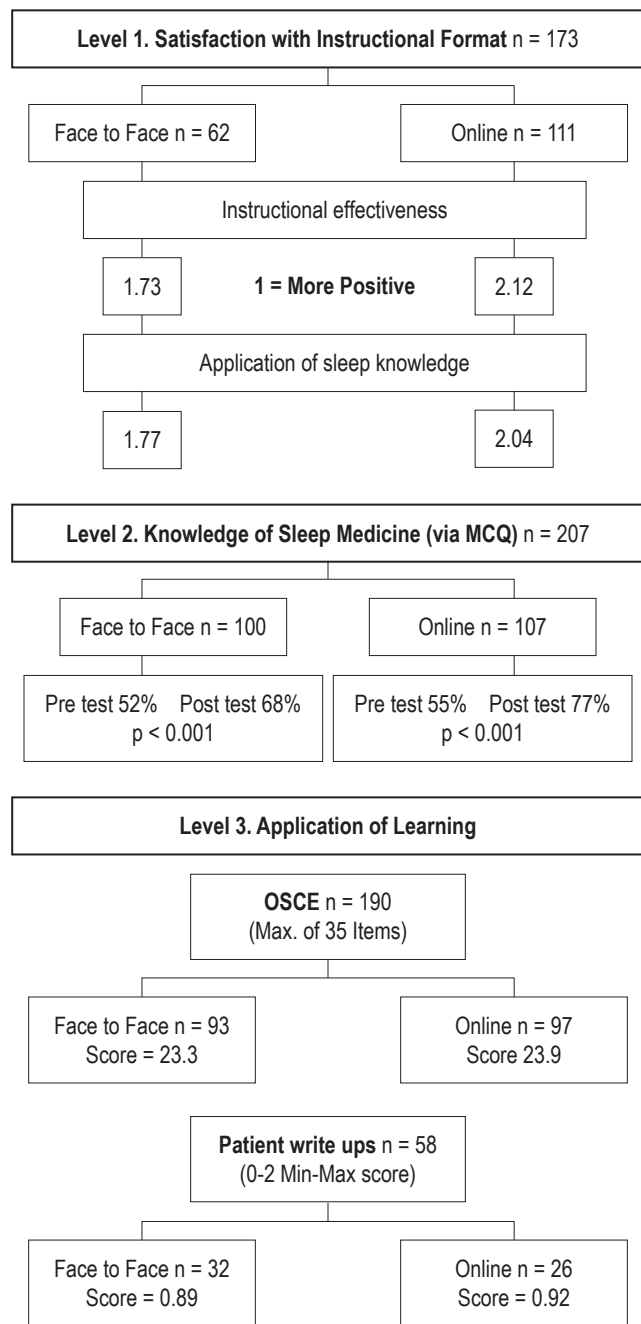 Level 1. Satisfaction with Instructional Format n = 173
Face to Face n = 62
Online n = 111
Instructional effectiveness
1.73
1 = More Positive
2.12
Application of sleep knowledge
1.77
2.04
Level 2. Knowledge of Sleep Medicine (via MCQ) n = 207
Face to Face n = 100
Online n = 107
Pre test 52% Post test 68%
p < 0.001
Pre test 55% Post test 77%
p < 0.001
Level 3. Application of Learning
OSCE n = 190
(Max. of 35 Items)
Face to Face n = 93
Score = 23.3
Online n = 97
Score 23.9
Patient write ups n = 58
(0-2 Min-Max score)
Face to Face n = 32
Score = 0.89
Online n = 26
Score = 0.92